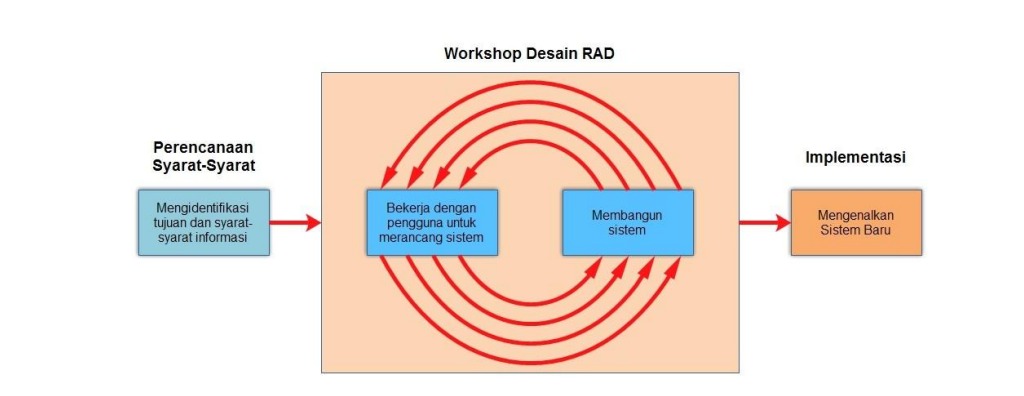 Workshop Desain RAD
Perencanaan
Syarat-Syarat
Mengidentifikasi
tujuan dan syarat-
syarat informasi
Bekerja dengan
pengguna untuk
merancang sistem
Membangun
sistem
Implementasi
Mengenalkan
Sistem Baru